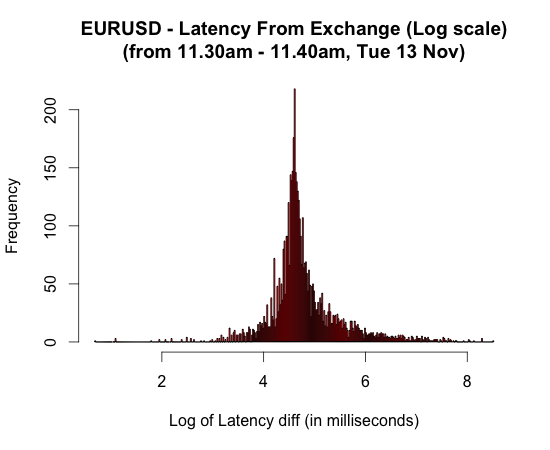 EURUSD - Latency From Exchange (Log scale)
(from 11.30am - 11.40am, Tue 13 Nov)
Frequency
200
150
100
50
0
2 4 6 8
Log of Latency diff (in milliseconds)